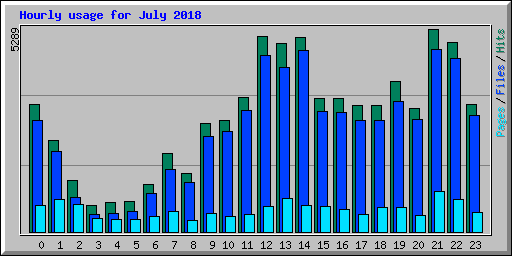 Hourly usage for July 2018
5289
Pages / Files / Hits
0 1 2 3 4 5 6 7 8 9 10 11 12 13 14 15 16 17 18 19 20 21 22 23